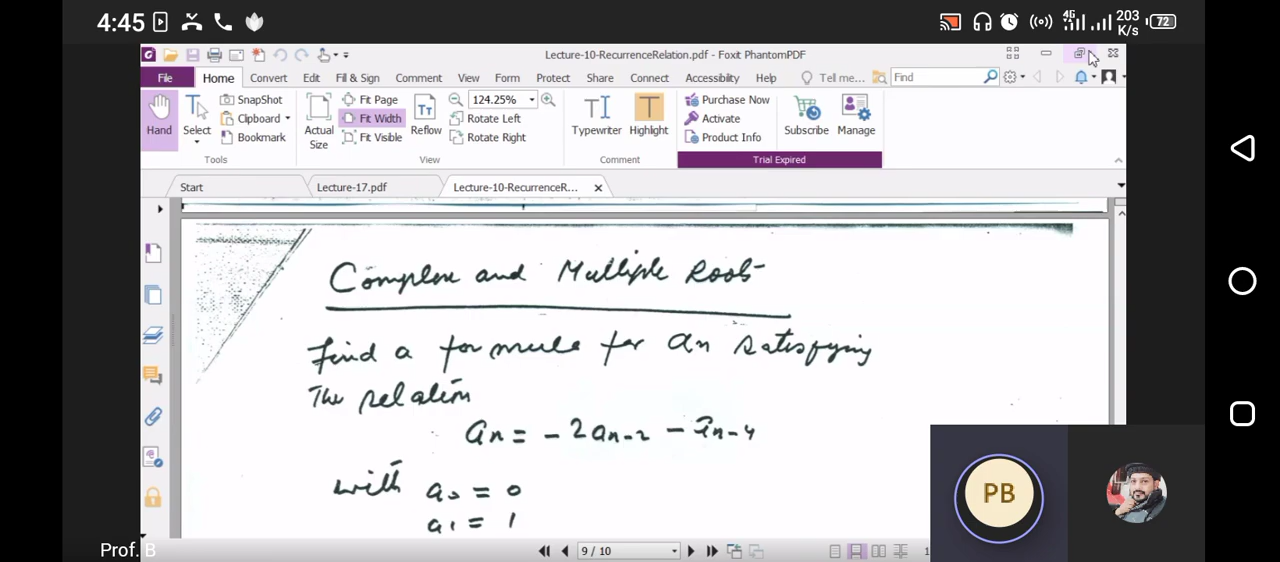 4:45
4G 203 K/s 72
Lecture-10-RecurrenceRelation.pdf - Foxit PhantomPDF
File Home Convert Edit Fill & Sign Comment View Form Protect Share Connect Accessibility Help Tell me... Find
Hand
Select
SnapShot
Clipboard
Bookmark
Tools
Actual Size
Fit Page
Fit Width
Fit Visible
Reflow
124.25%
Rotate Left
Rotate Right
View
Typewriter
Highlight
Comment
Purchase Now
Activate
Product Info
Trial Expired
Subscribe
Manage
Start Lecture-17.pdf Lecture-10-RecurrenceR...
Complex and Multiple Roots
Find a formula for an satisfying
The relation
an = - 2an-2 - an-4
with a0 = 0
a1 = 1
PB
Prof. B
9 / 10